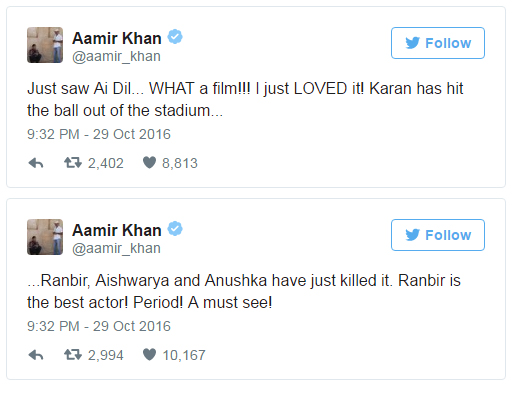 Aamir Khan
@aamir_khan
Follow
Just saw Ai Dil... WHAT a film!!! I just LOVED it! Karan has hit
the ball out of the stadium...
9:32 PM - 29 Oct 2016
2,402 8,813
Aamir Khan
@aamir_khan
Follow
...Ranbir, Aishwarya and Anushka have just killed it. Ranbir is
the best actor! Period! A must see!
9:32 PM - 29 Oct 2016
2,994 10,167